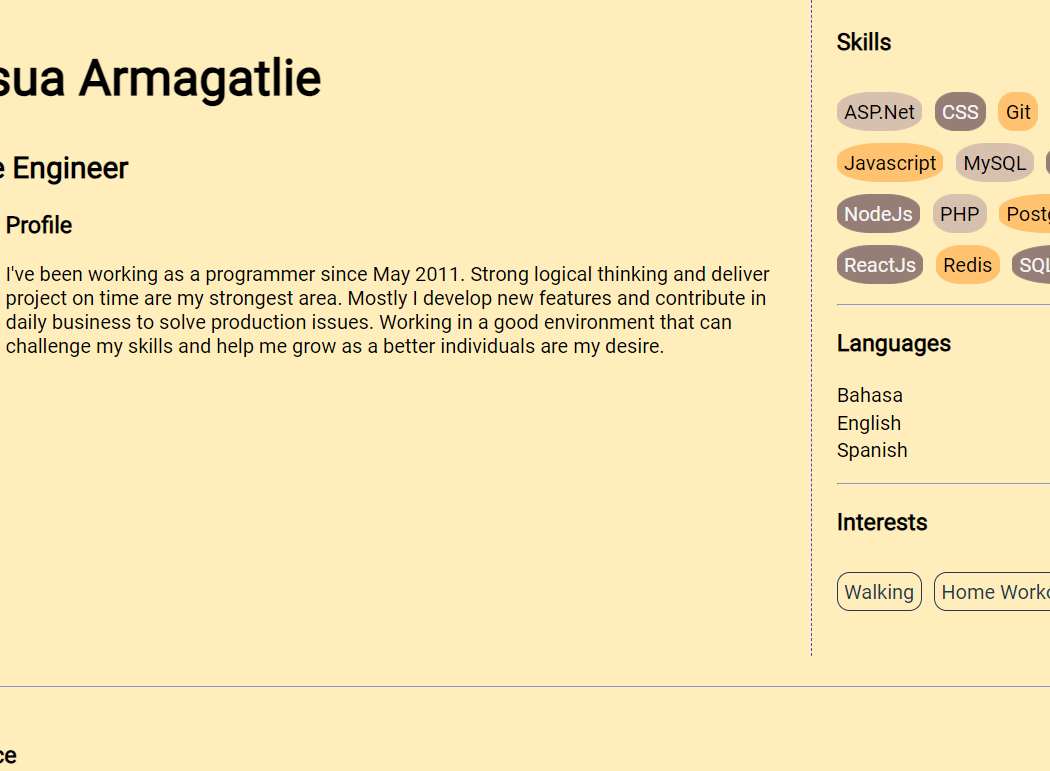 sua Armagatlie
e Engineer
Profile
I've been working as a programmer since May 2011. Strong logical thinking and deliver
project on time are my strongest area. Mostly I develop new features and contribute in
daily business to solve production issues. Working in a good environment that can
challenge my skills and help me grow as a better individuals are my desire.
Skills
ASP.Net CSS Git
Javascript MySQL
NodeJs PHP Postg
ReactJs Redis SQL
Languages
Bahasa
English
Spanish
Interests
Walking Home Worko
ce